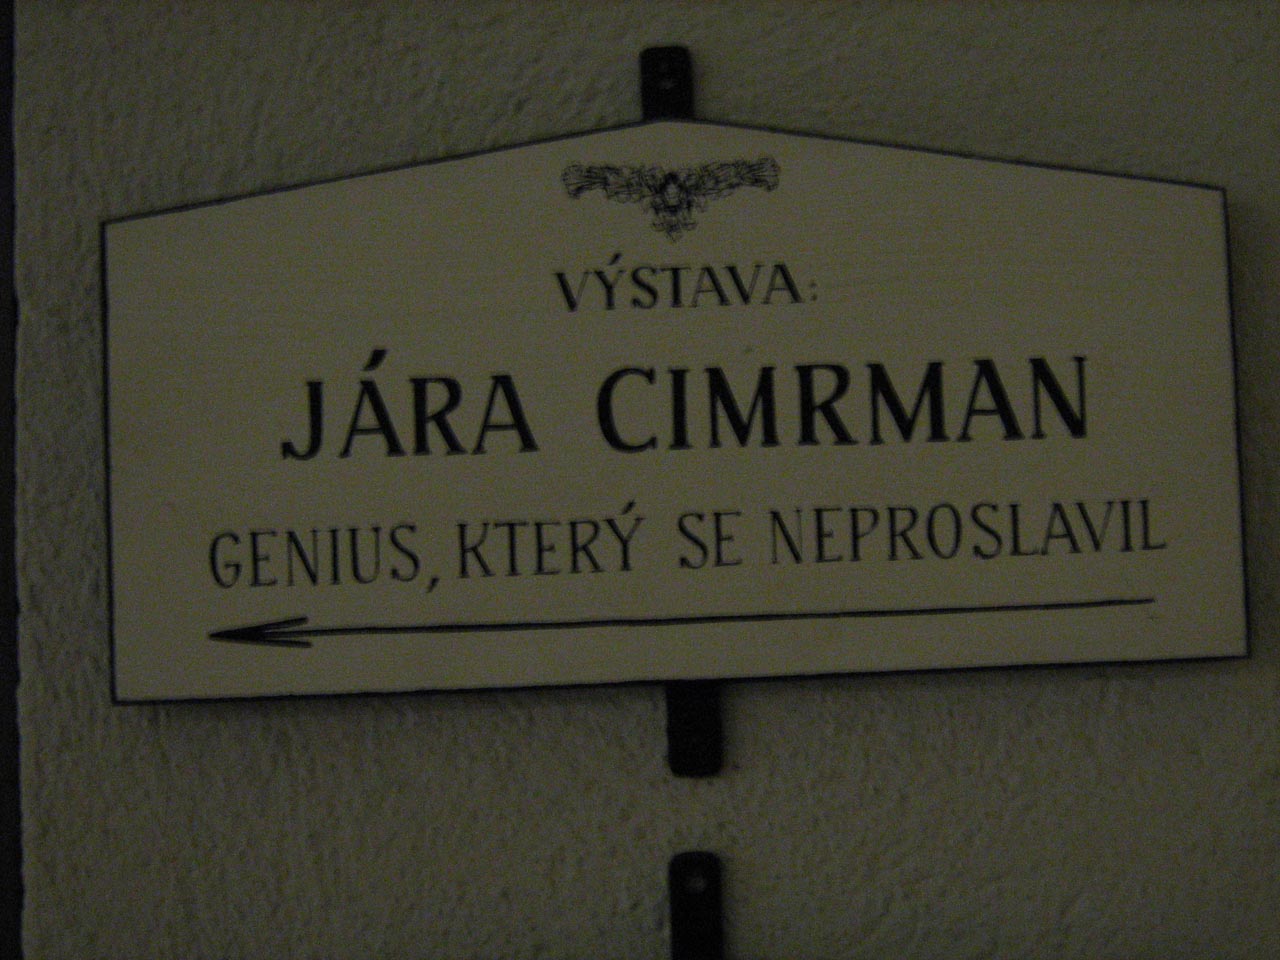 VÝSTAVA:
JÁRA CIMRMAN
GENIUS, KTERÝ SE NEPROSLAVIL